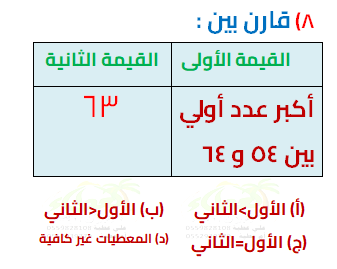 ٨) قارن بين :
القيمة الأولى القيمة الثانية
أكبر عدد أولي ٦٣
بين ٥٤ و ٦٤
(أ) الأول>الثاني (ب) الأول<الثاني
(ج) الأول=الثاني (د) المعطيات غير كافية